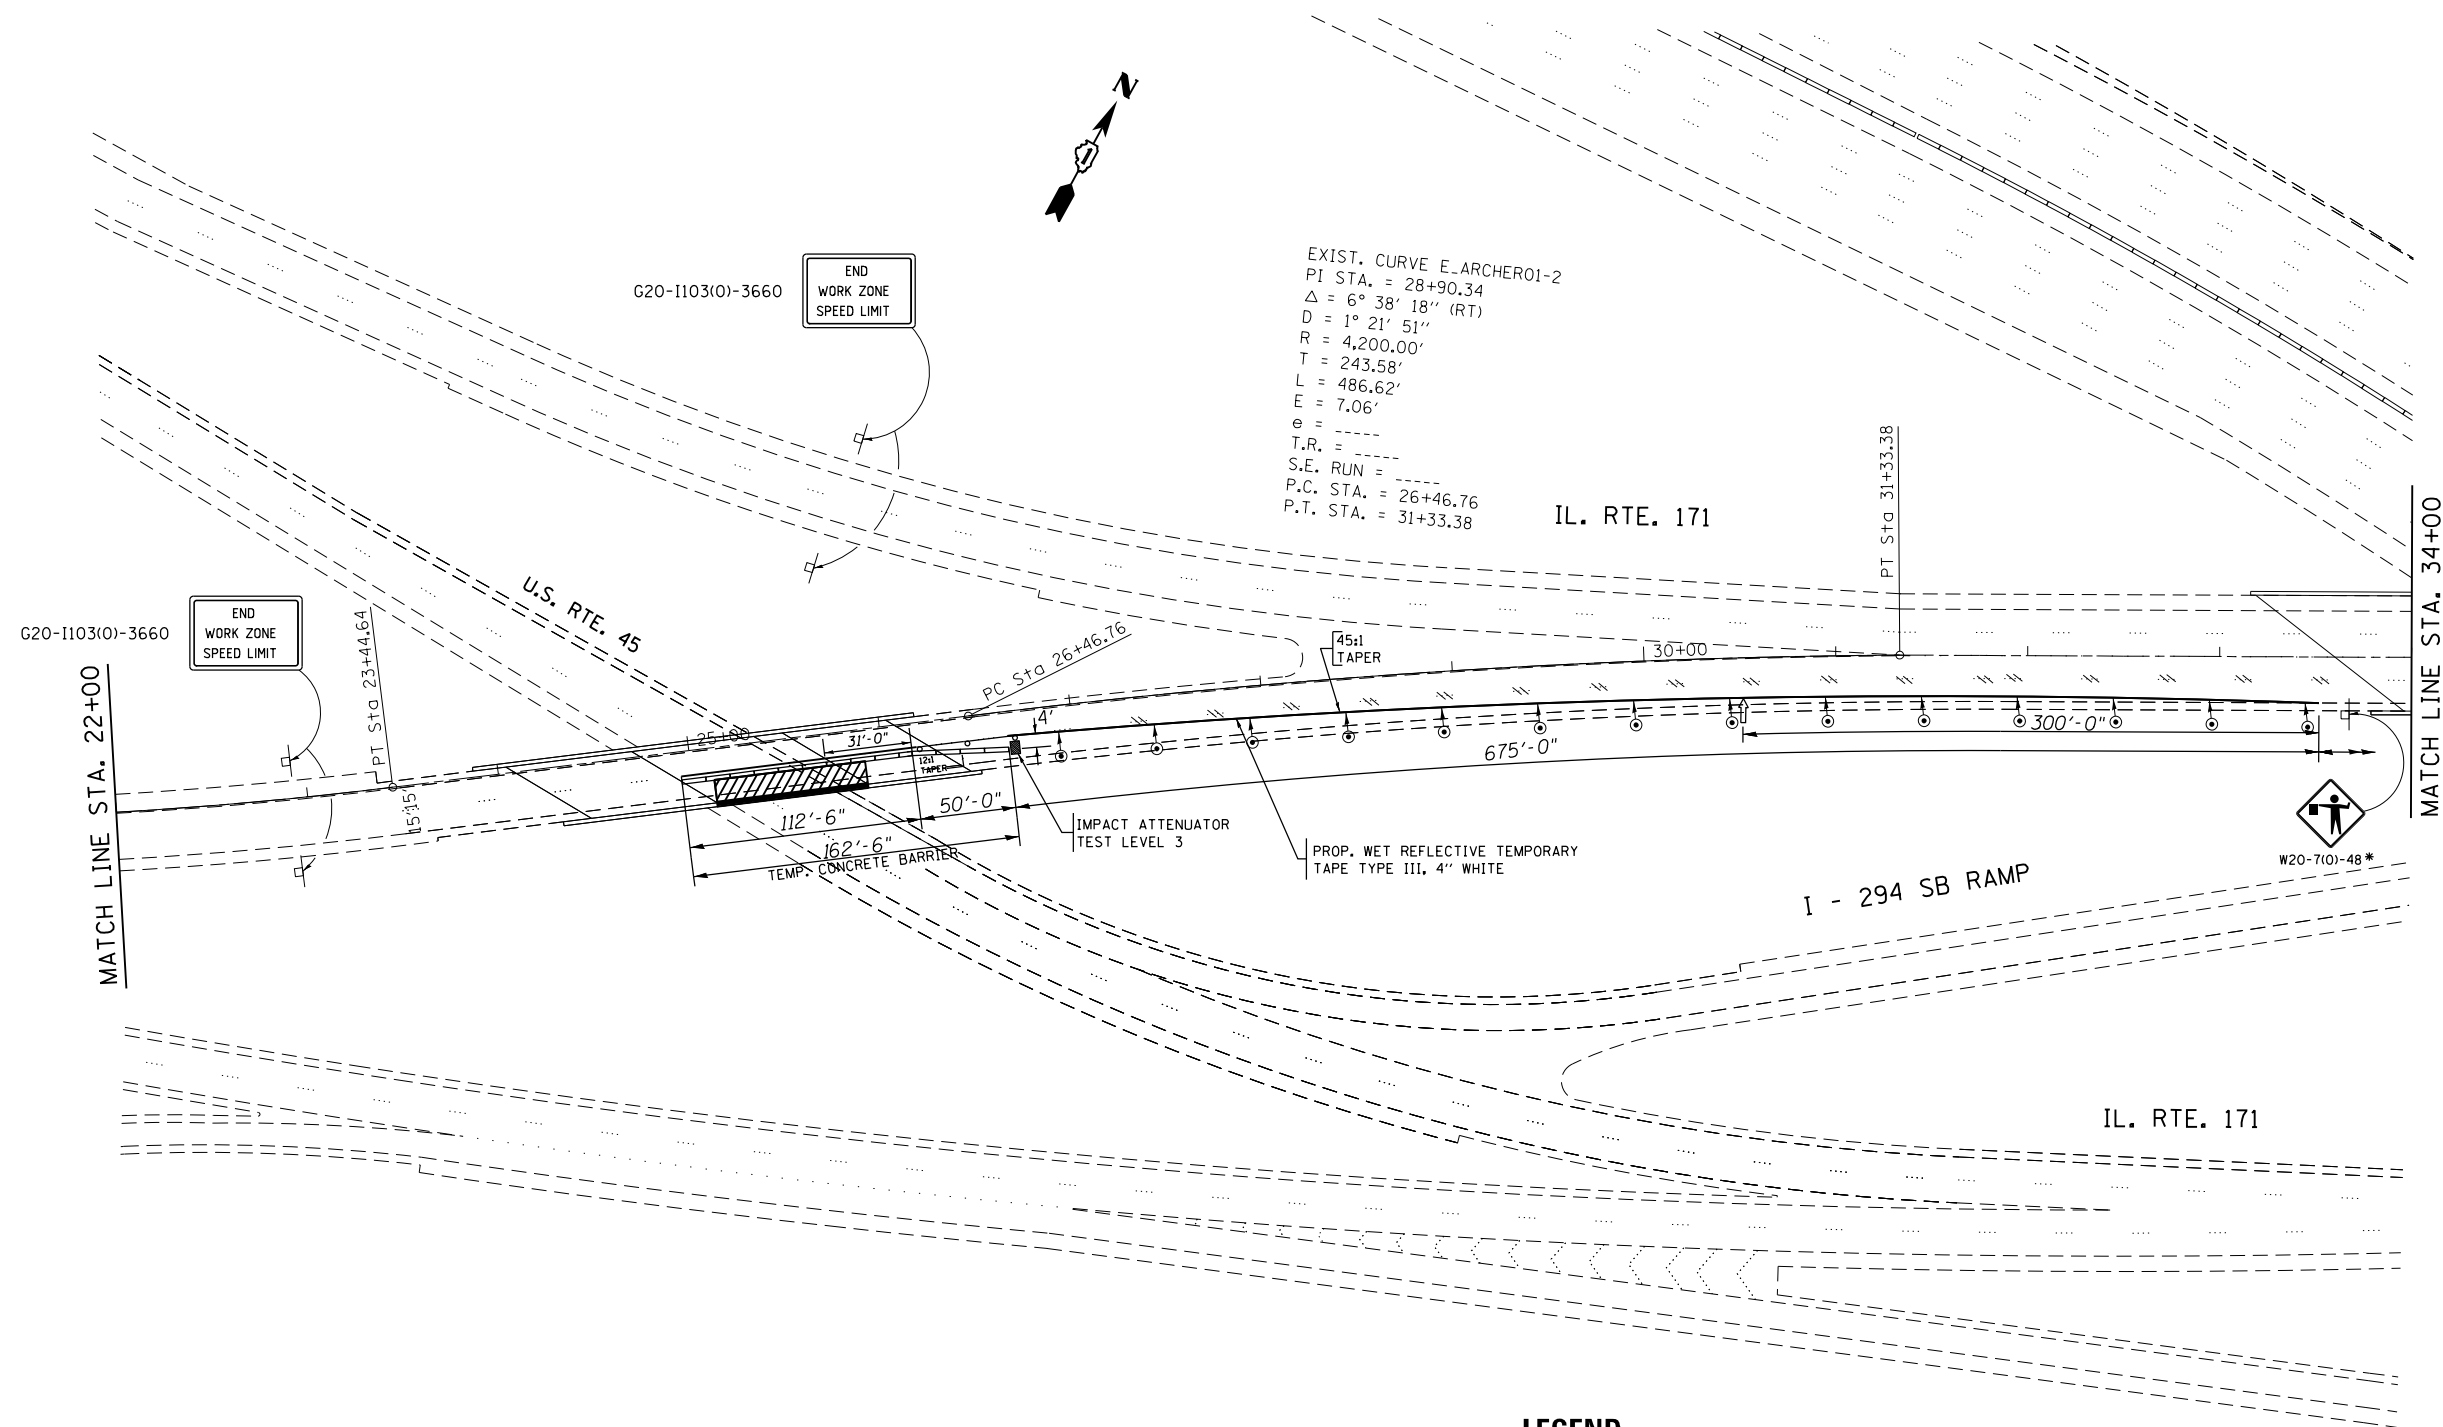 N
1
END
WORK ZONE
SPEED LIMIT
G20-I103(O)-3660
EXIST. CURVE E_ARCHER01-2
PI STA. = 28+90.34
Δ = 6° 38' 18'' (RT)
D = 1° 21' 51''
R = 4,200.00'
T = 243.58'
L = 486.62'
E = 7.06'
e = _____
T.R. = _____
S.E. RUN = _____
P.C. STA. = 26+46.76
P.T. STA. = 31+33.38
IL. RTE. 171
PT Sta 31+33.38
MATCH LINE STA. 34+00
U.S. RTE. 45
END
WORK ZONE
SPEED LIMIT
G20-I103(O)-3660
PT Sta 23+44.64
PC Sta 26+46.76
45:1
TAPER
30+00
MATCH LINE STA. 22+00
25+00
4'
31'-0"
12:1
TAPER
300'-0"
675'-0"
15'
15'
50'-0"
112'-6"
162'-6"
TEMP. CONCRETE BARRIER
IMPACT ATTENUATOR
TEST LEVEL 3
PROP. WET REFLECTIVE TEMPORARY
TAPE TYPE III, 4'' WHITE
W20-7(O)-48*
I - 294 SB RAMP
IL. RTE. 171
LEGEND